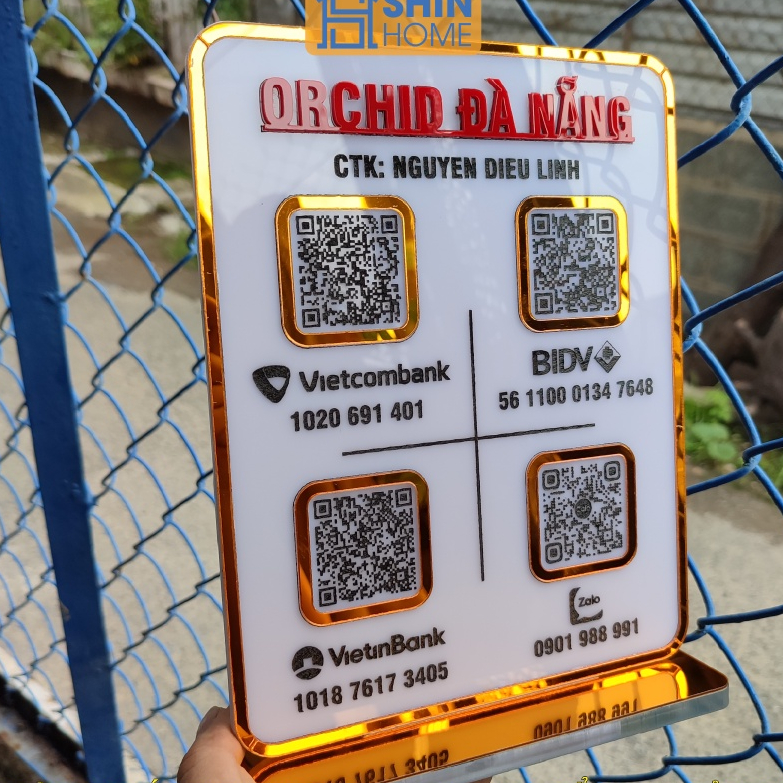 SHIN
HOME
ORCHID ĐÀ NẴNG
CTK: NGUYEN DIEU LINH
Vietcombank
1020 691 401
BIDV
56 1100 0134 7648
VietinBank
1018 7617 3405
Zalo
0901 988 991